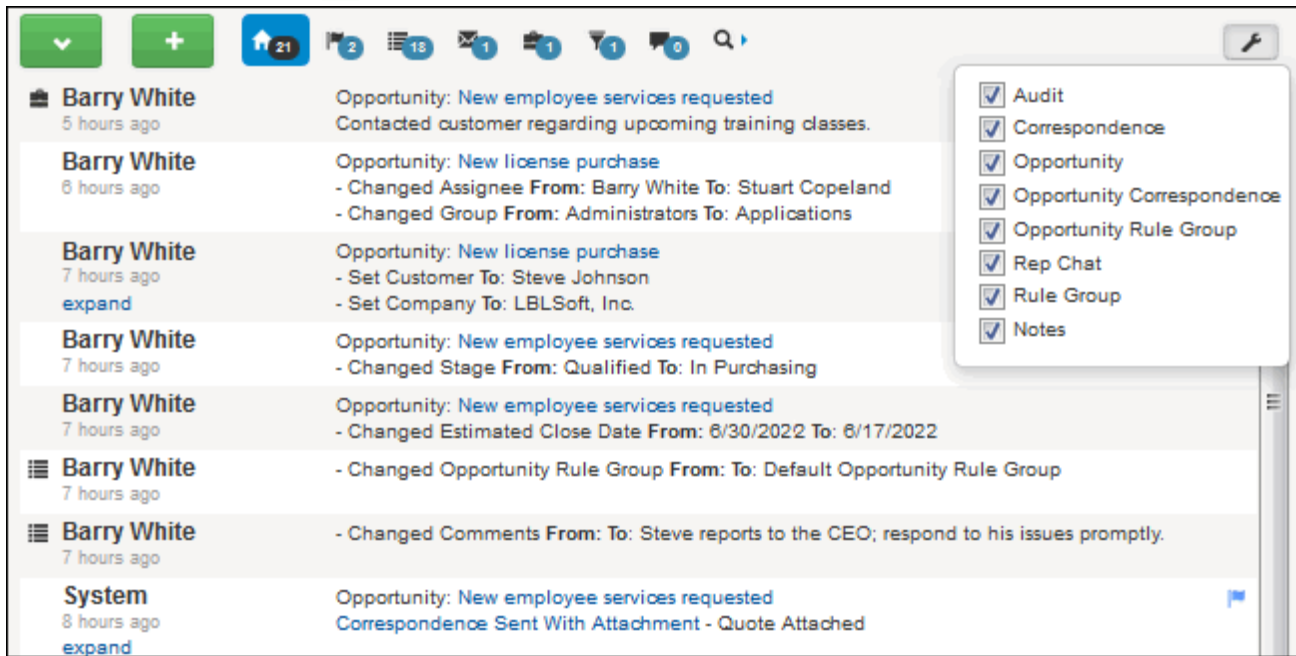 21 2 18 1 1 1 0
Audit
Correspondence
Opportunity
Opportunity Correspondence
Opportunity Rule Group
Rep Chat
Rule Group
Notes
Barry White
5 hours ago
Opportunity: New employee services requested
Contacted customer regarding upcoming training classes.
Barry White
6 hours ago
Opportunity: New license purchase
- Changed Assignee From: Barry White To: Stuart Copeland
- Changed Group From: Administrators To: Applications
Barry White
7 hours ago
expand
Opportunity: New license purchase
- Set Customer To: Steve Johnson
- Set Company To: LBLSoft, Inc.
Barry White
7 hours ago
Opportunity: New employee services requested
- Changed Stage From: Qualified To: In Purchasing
Barry White
7 hours ago
Opportunity: New employee services requested
- Changed Estimated Close Date From: 6/30/2022 To: 6/17/2022
Barry White
7 hours ago
- Changed Opportunity Rule Group From: To: Default Opportunity Rule Group
Barry White
7 hours ago
- Changed Comments From: To: Steve reports to the CEO; respond to his issues promptly.
System
8 hours ago
expand
Opportunity: New employee services requested
Correspondence Sent With Attachment - Quote Attached